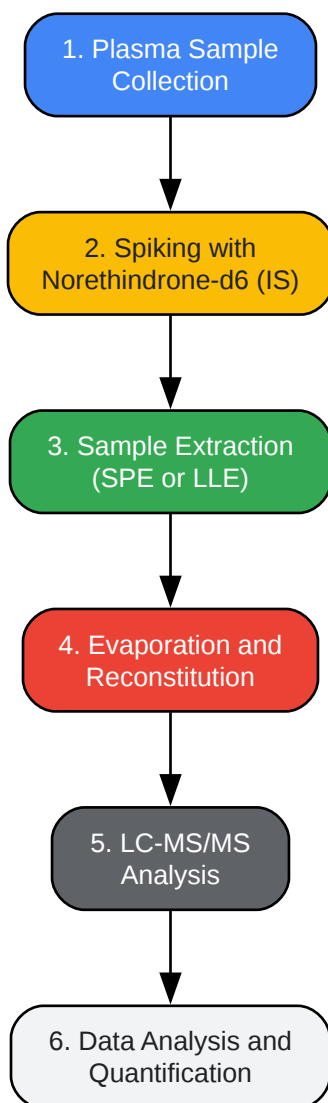 1. Plasma Sample
Collection
2. Spiking with
Norethindrone-d6 (IS)
3. Sample Extraction
(SPE or LLE)
4. Evaporation and
Reconstitution
5. LC-MS/MS
Analysis
6. Data Analysis and
Quantification